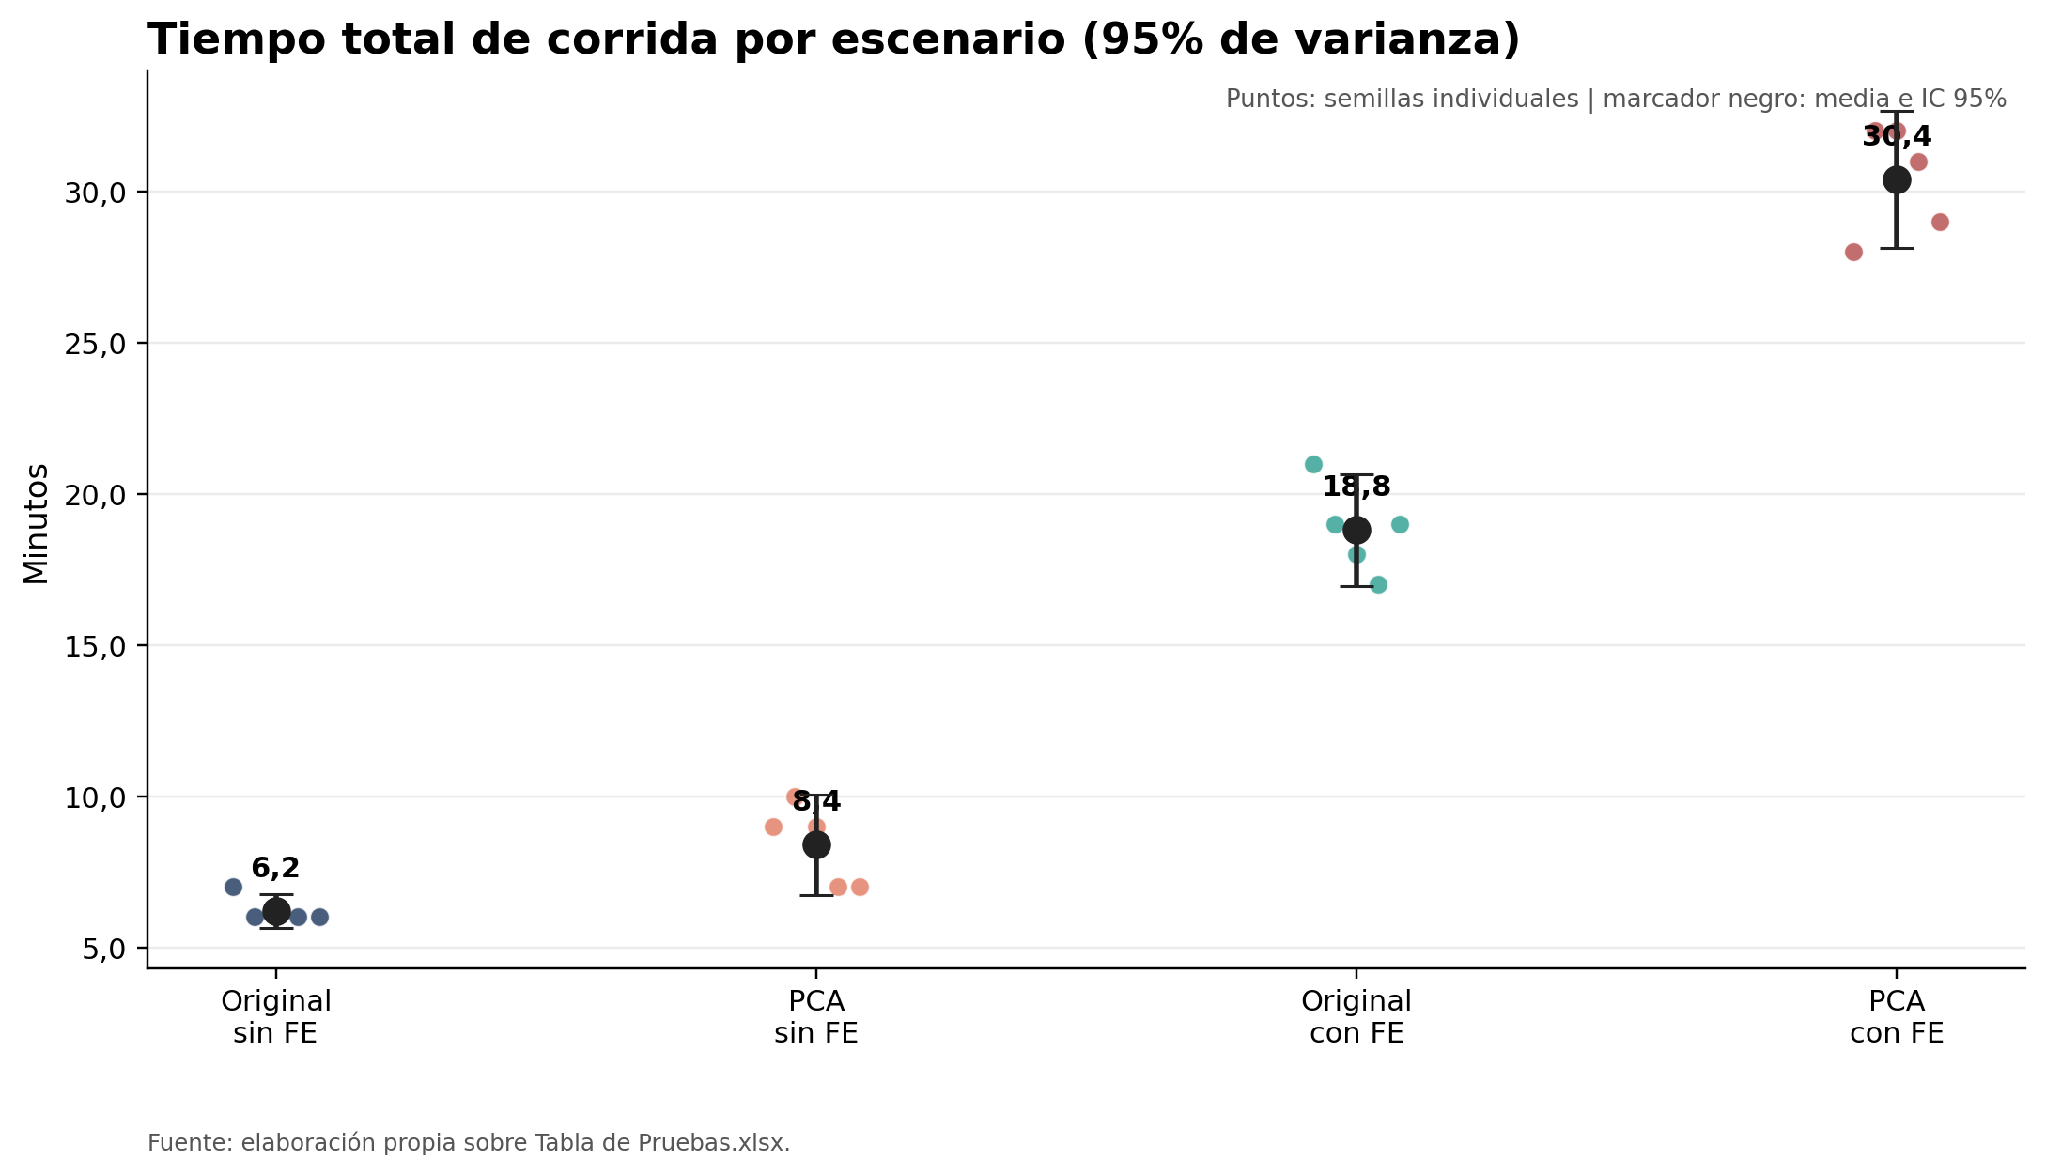 Tiempo total de corrida por escenario (95% de varianza)
Puntos: semillas individuales | marcador negro: media e IC 95%
30,4
30,0
25,0
20,0
18,8
15,0
10,0
8,4
6,2
5,0
Minutos
Original
sin FE
PCA
sin FE
Original
con FE
PCA
con FE
Fuente: elaboración propia sobre Tabla de Pruebas.xlsx.